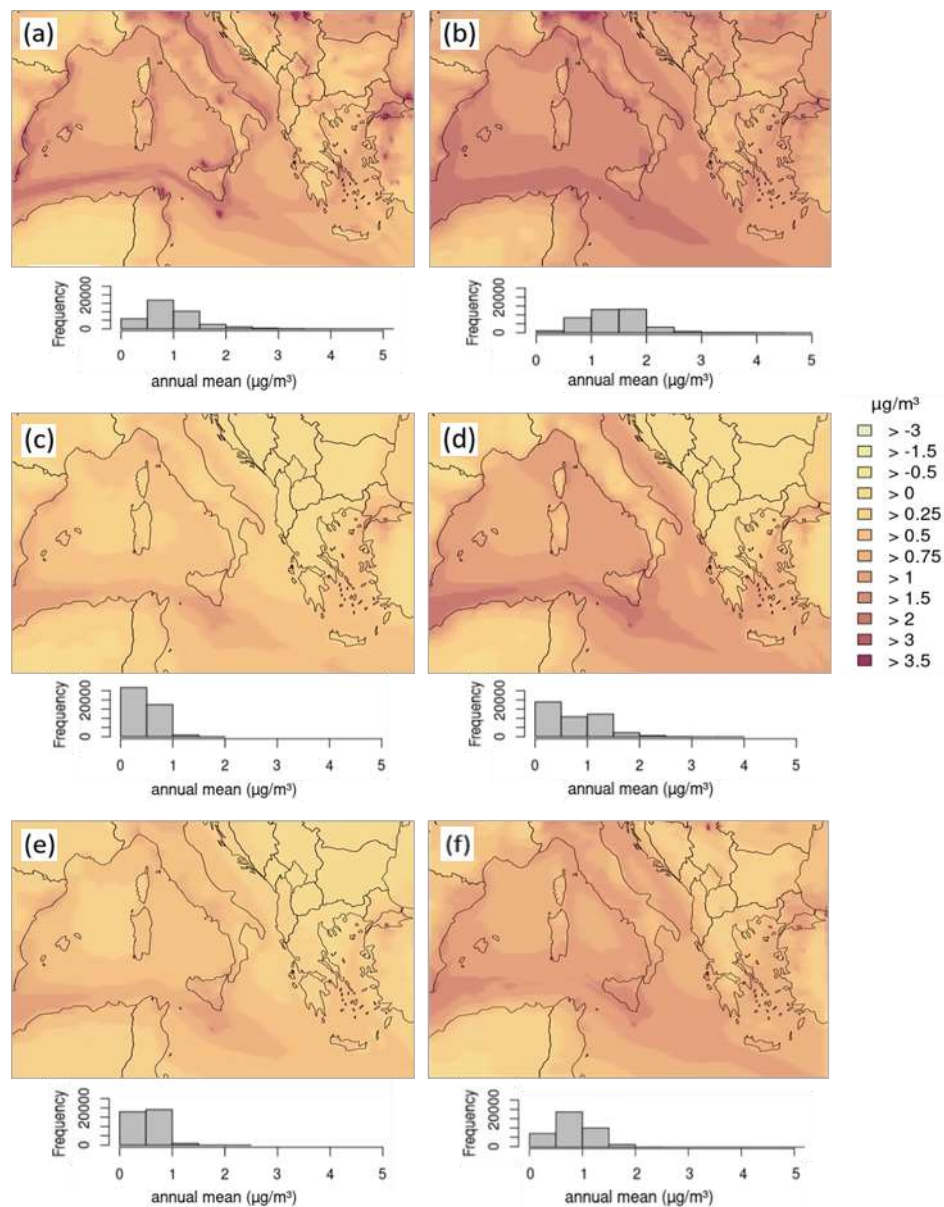 (a)
(b)
Frequency
0 20000
0 1 2 3 4 5
annual mean (µg/m³)
Frequency
0 20000
0 1 2 3 4 5
annual mean (µg/m³)
(c)
(d)
µg/m³
> -3
> -1.5
> -0.5
> 0
> 0.25
> 0.5
> 0.75
> 1
> 1.5
> 2
> 3
> 3.5
Frequency
0 20000
0 1 2 3 4 5
annual mean (µg/m³)
Frequency
0 20000
0 1 2 3 4 5
annual mean (µg/m³)
(e)
(f)
Frequency
0 20000
0 1 2 3 4 5
annual mean (µg/m³)
Frequency
0 20000
0 1 2 3 4 5
annual mean (µg/m³)